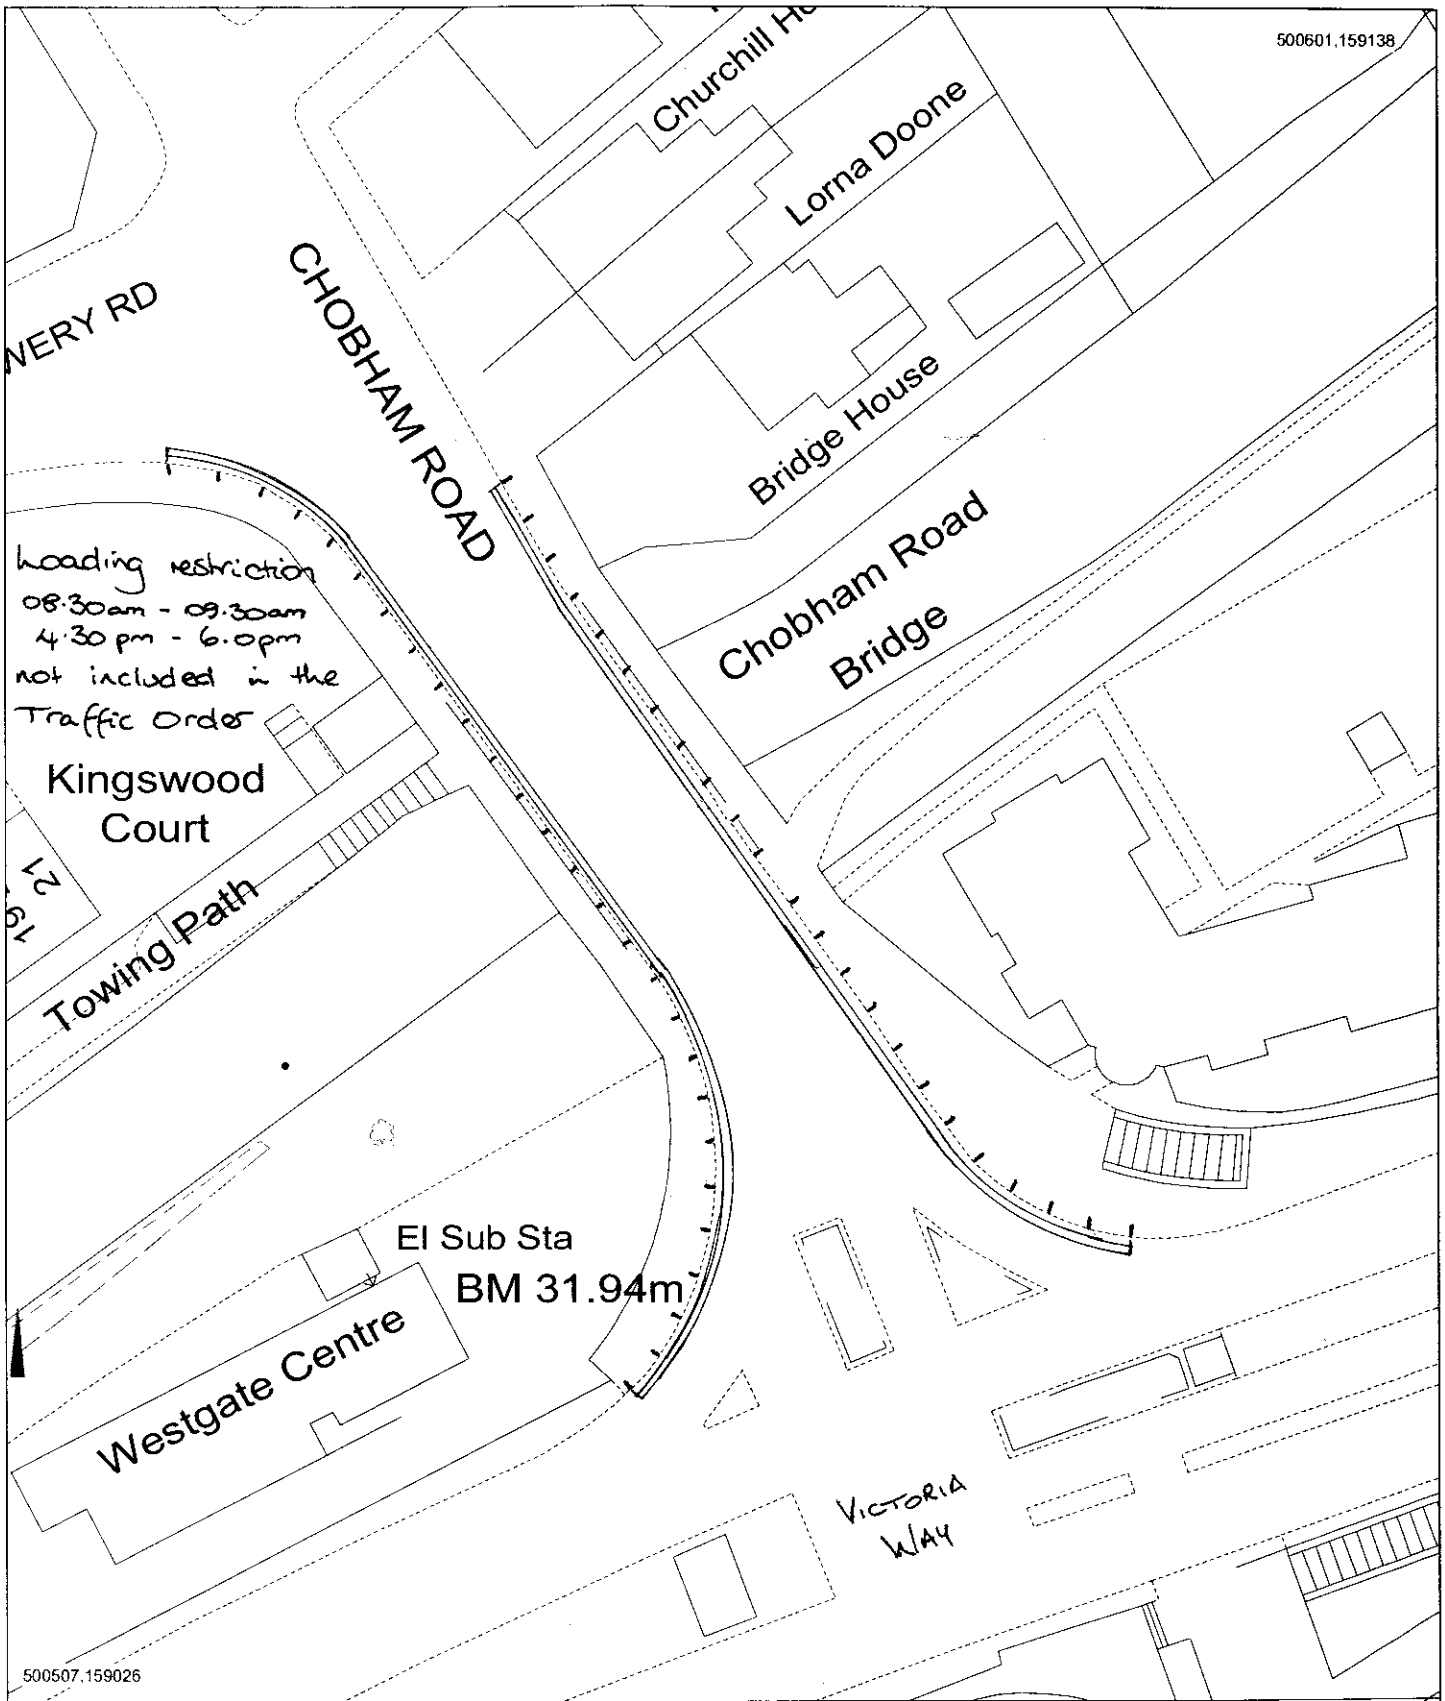 500601,159138
Churchill Ho
Lorna Doone
CHOBHAM ROAD
WERY RD
Bridge House
Chobham Road
Bridge
Loading restriction
08.30am - 09.30am
4.30pm - 6.0pm
not included in the
Traffic Order
Kingswood
Court
21
19
Towing Path
El Sub Sta
BM 31.94m
Westgate Centre
VICTORIA
WAY
500507,159026